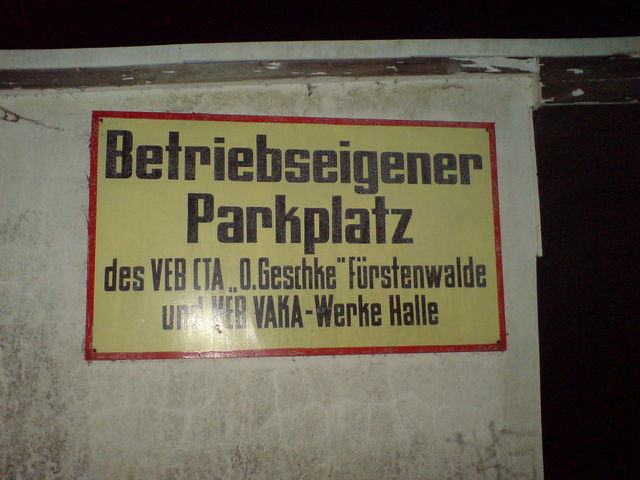 Betriebseigener
Parkplatz
des VEB CTA „O.Geschke" Fürstenwalde
und VEB VAKA-Werke Halle